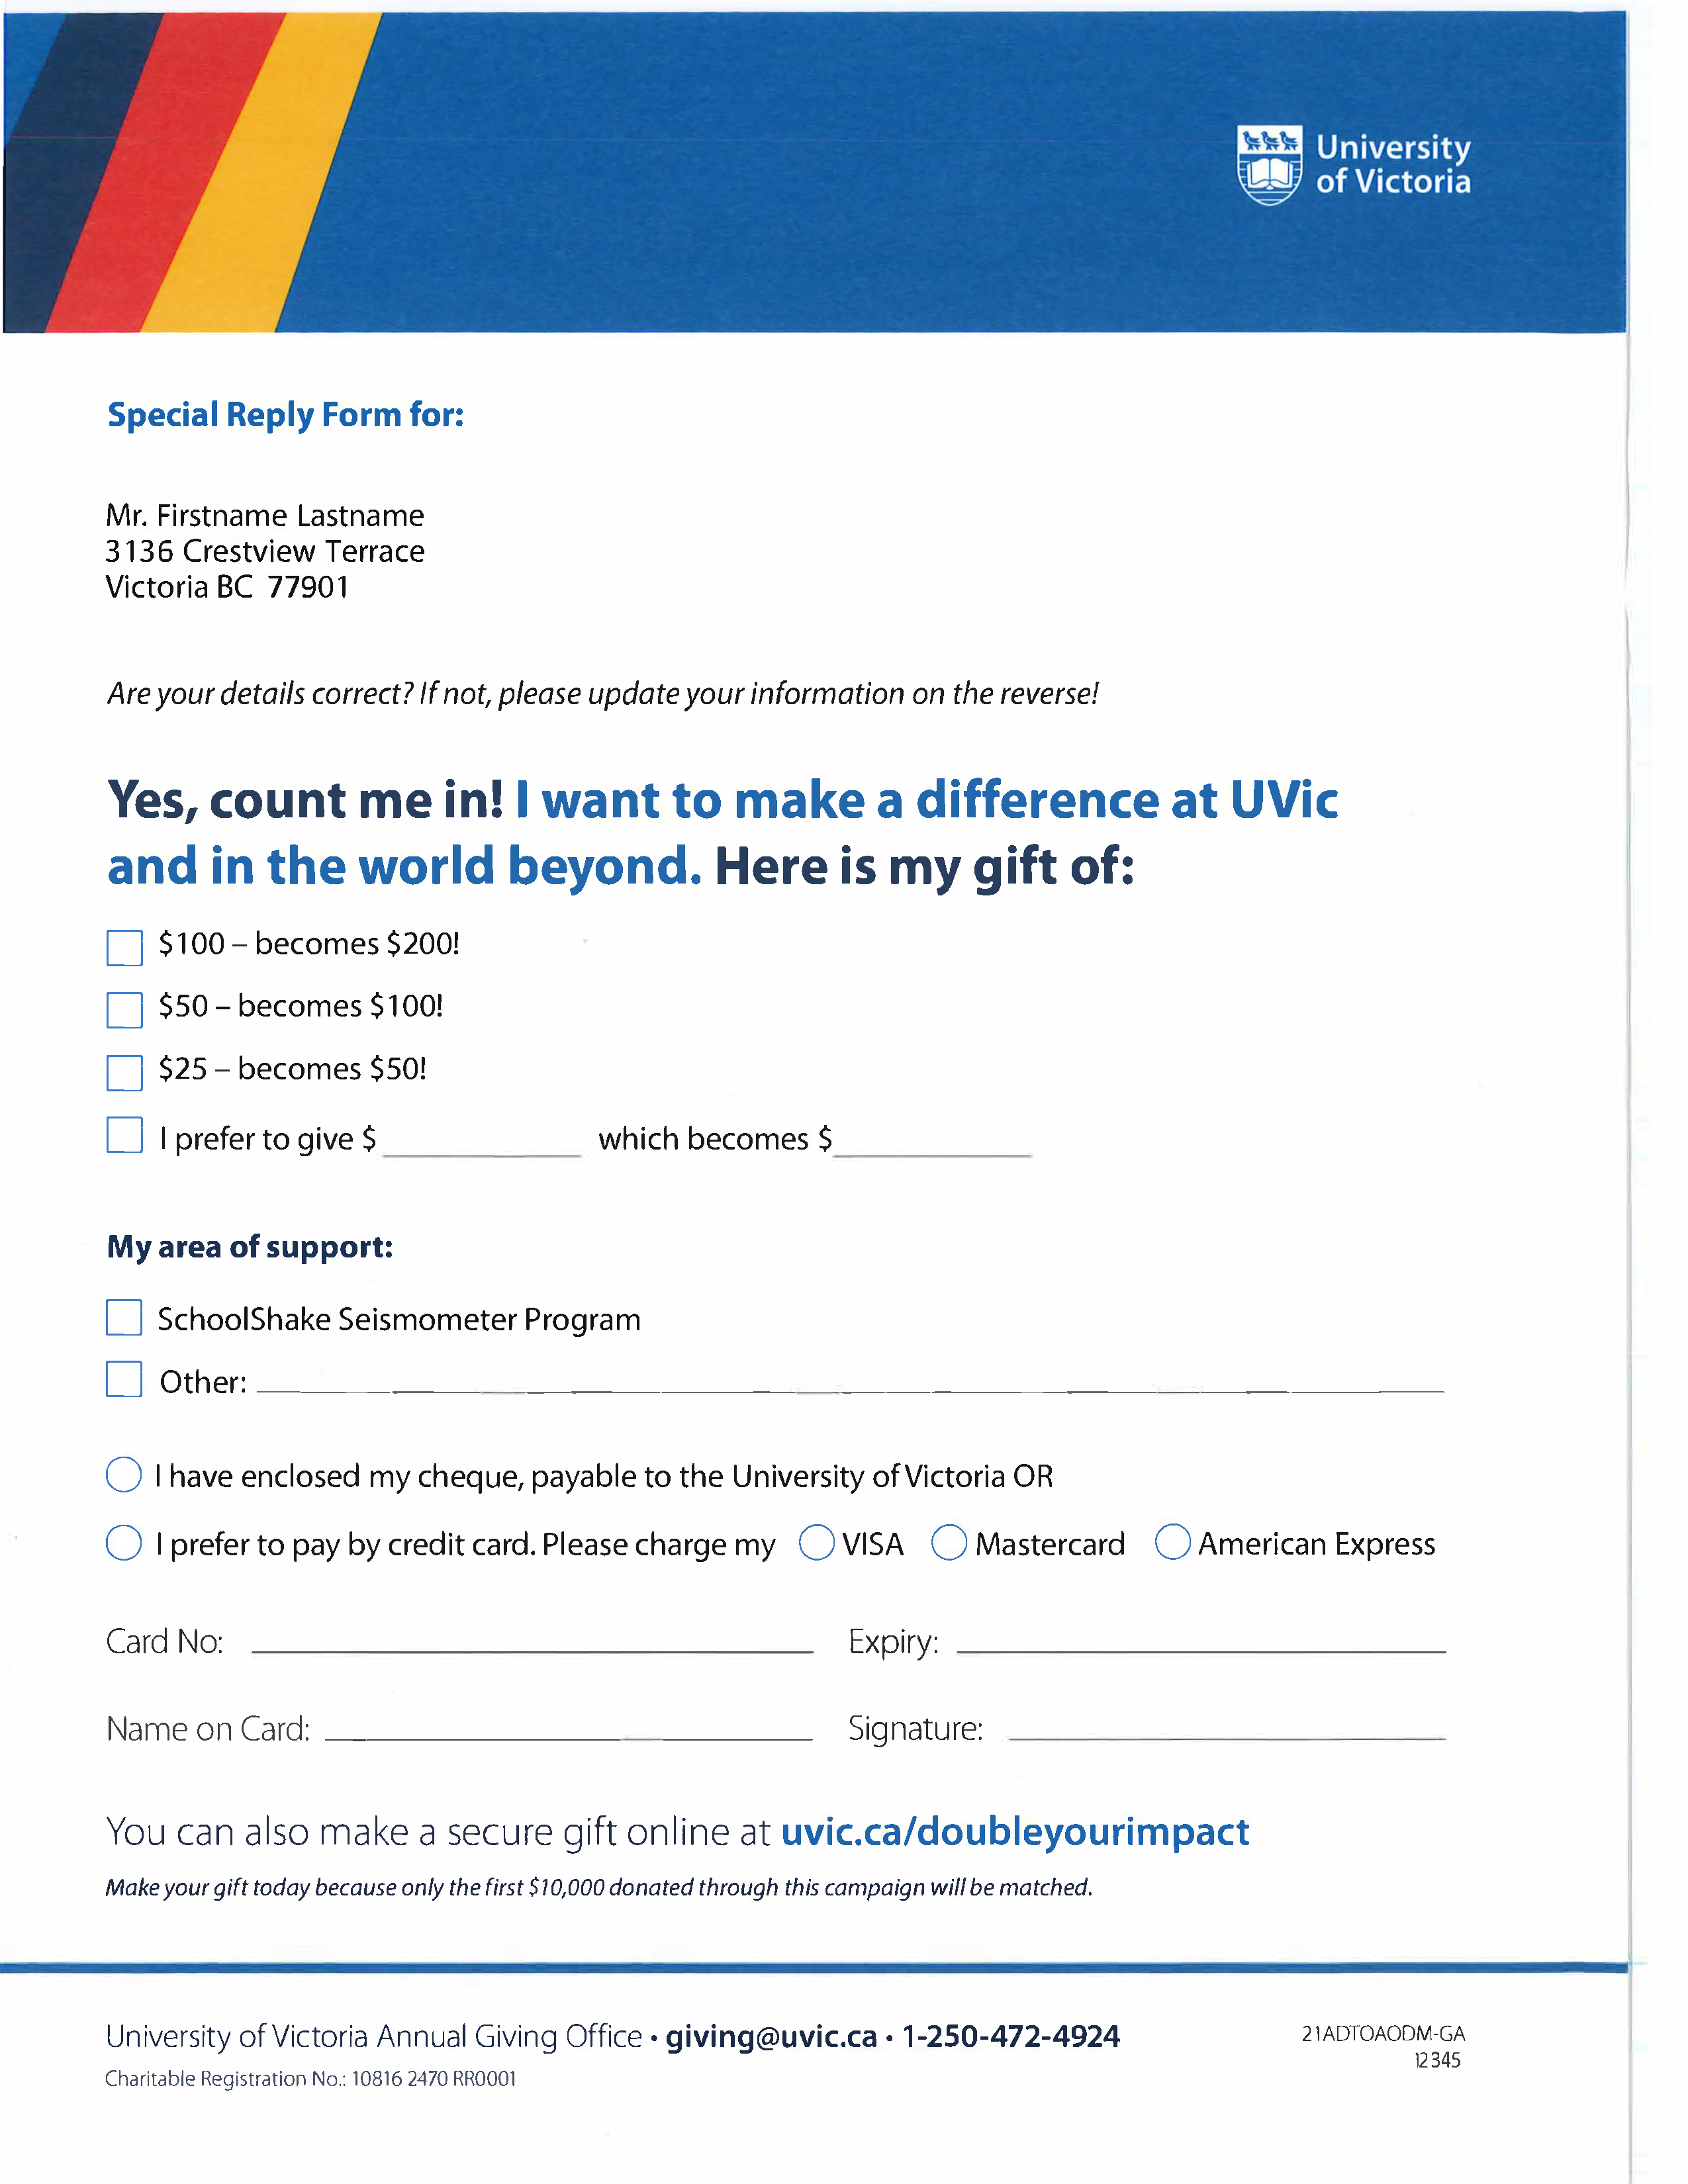 University
of Victoria
Special Reply Form for:
Mr. Firstname Lastname
3136 Crestview Terrace
Victoria BC 77901
Are your details correct? If not, please update your information on the reverse!
Yes, count me in! I want to make a difference at UVic
and in the world beyond. Here is my gift of:
$100 – becomes $200!
$50 – becomes $100!
$25 – becomes $50!
I prefer to give $ which becomes $
My area of support:
SchoolShake Seismometer Program
Other:
I have enclosed my cheque, payable to the University of Victoria OR
I prefer to pay by credit card. Please charge my VISA Mastercard American Express
Card No: Expiry:
Name on Card: Signature:
You can also make a secure gift online at uvic.ca/doubleyourimpact
Make your gift today because only the first $10,000 donated through this campaign will be matched.
University of Victoria Annual Giving Office • giving@uvic.ca • 1-250-472-4924
21ADTOAODM-GA
12345
Charitable Registration No.: 10816 2470 RR0001